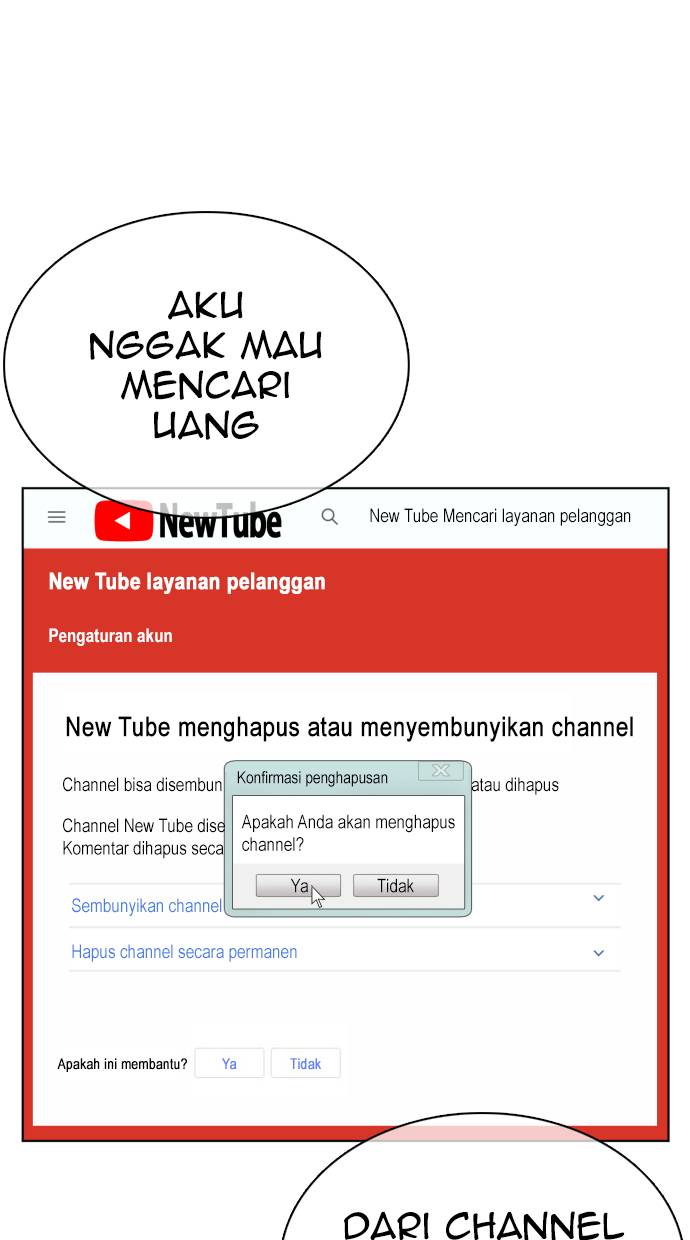 AKU
NGGAK MAU
MENCARI
UANG
NewTube
New Tube Mencari layanan pelanggan
New Tube layanan pelanggan
Pengaturan akun
New Tube menghapus atau menyembunyikan channel
Channel bisa disembun
atau dihapus
Channel New Tube dise
Komentar dihapus seca
Konfirmasi penghapusan
Apakah Anda akan menghapus
channel?
Ya
Tidak
Sembunyikan channel
Hapus channel secara permanen
Apakah ini membantu?
Ya
Tidak
DARI CHANNEL